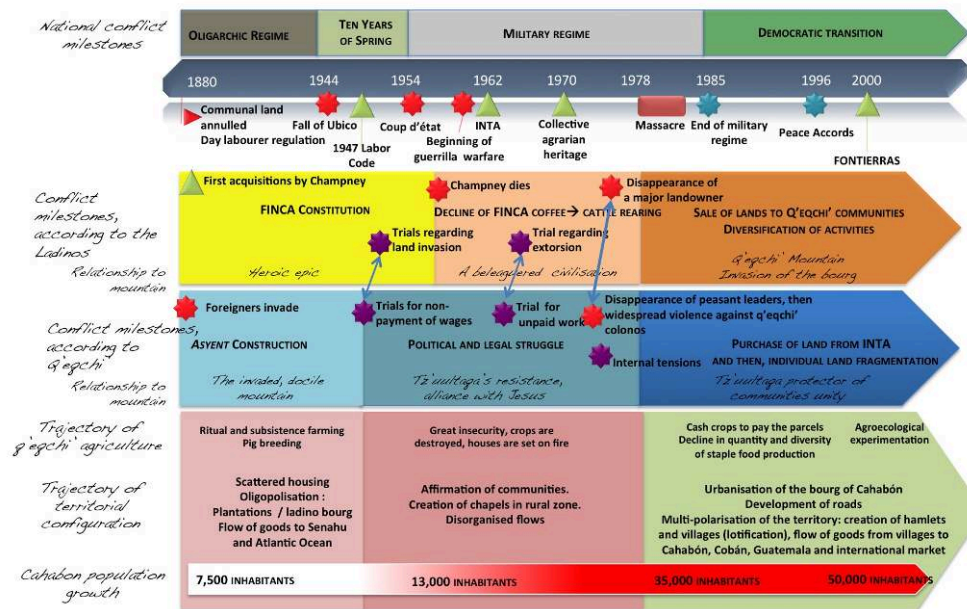 National conflict
milestones
OLIGARCHIC REGIME
TEN YEARS
OF SPRING
MILITARY REGIME
DEMOCRATIC TRANSITION
1880
1944
1954
1962
1970
1978
1985
1996
2000
Communal land
annulled
Day labourer regulation
Fall of Ubico
1947 Labor
Code
Coup d'état
Beginning of
guerrilla warfare
INTA
Collective
agrarian
heritage
Massacre
End of military
regime
Peace Accords
FONTIERRAS
Conflict
milestones,
according to the
Ladinos
Relationship to
mountain
First acquisitions by Champney
FINCA CONSTITUTION
Trials regarding
land invasion
Heroic epic
Champney dies
DECLINE OF FINCA COFFEE→ CATTLE REARING
Trial regarding
extorsion
A beleaguered civilisation
Disappearance of
a major landowner
SALE OF LANDS TO Q'EQCHI' COMMUNITIES
DIVERSIFICATION OF ACTIVITIES
Q'eqchi' Mountain
Invasion of the bourg
Conflict milestones,
according to
Q'eqchi'
Relationship to
mountain
Foreigners invade
ASYENT CONSTRUCTION
The invaded, docile
mountain
Trials for non-
payment of wages
POLITICAL AND LEGAL STRUGGLE
Trial for
unpaid work
Tz'uultaqa's resistance,
alliance with Jesus
Disappearance of peasant leaders, then
widespread violence against q'eqchi'
colonos
Internal tensions
PURCHASE OF LAND FROM INTA
AND THEN, INDIVIDUAL LAND FRAGMENTATION
Tz'uultaqa protector of
communities unity
Trajectory of
q'eqchi' agriculture
Ritual and subsistence farming
Pig breeding
Great insecurity, crops are
destroyed, houses are set on fire
Cash crops to pay the parcels
Decline in quantity and diversity
of staple food production
Agroecological
experimentation
Trajectory of
territorial
configuration
Scattered housing
Oligopolisation :
Plantations / ladino bourg
Flow of goods to Senahu
and Atlantic Ocean
Affirmation of communities.
Creation of chapels in rural zone.
Disorganised flows
Urbanisation of the bourg of Cahabón
Development of roads
Multi-polarisation of the territory: creation of hamlets
and villages (lotification), flow of goods from villages to
Cahabón, Cobán, Guatemala and international market
Cahabon population
growth
7,500 INHABITANTS
13,000 INHABITANTS
35,000 INHABITANTS
50,000 INHABITANTS